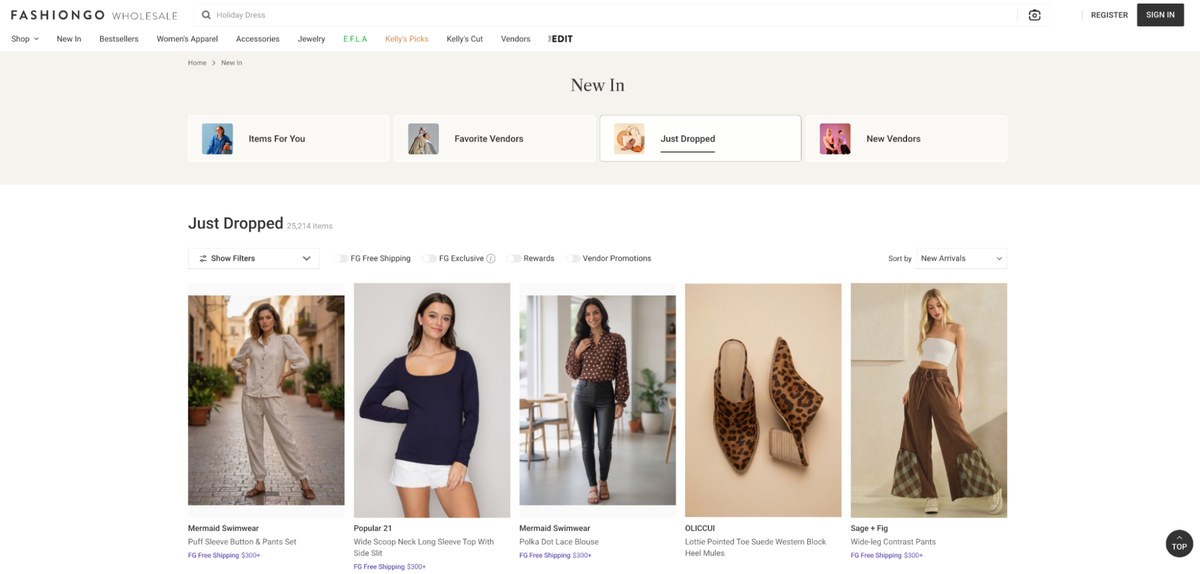 FASHIONGO WHOLESALE
Holiday Dress
REGISTER
SIGN IN
Shop
New In
Bestsellers
Women's Apparel
Accessories
Jewelry
E.F.L.A
Kelly's Picks
Kelly's Cut
Vendors
THE EDIT
Home > New In
New In
Items For You
Favorite Vendors
Just Dropped
New Vendors
Just Dropped 25,214 items
Show Filters
FG Free Shipping
FG Exclusive
Rewards
Vendor Promotions
Sort by
New Arrivals
Mermaid Swimwear
Puff Sleeve Button & Pants Set
FG Free Shipping $300+
Popular 21
Wide Scoop Neck Long Sleeve Top With
Side Slit
FG Free Shipping $300+
Mermaid Swimwear
Polka Dot Lace Blouse
FG Free Shipping $300+
OLICCUI
Lottie Pointed Toe Suede Western Block
Heel Mules
Sage + Fig
Wide-leg Contrast Pants
FG Free Shipping $300+
TOP